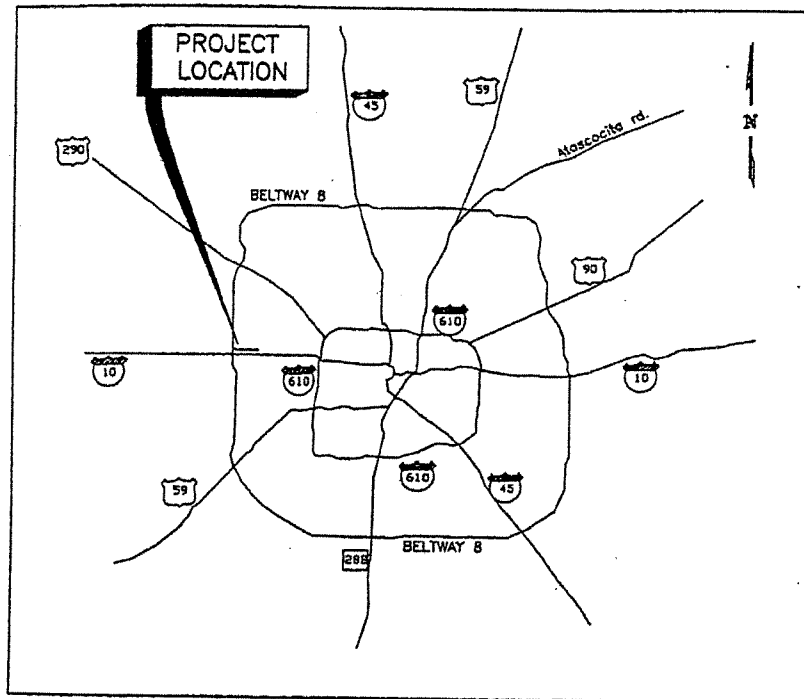 PROJECT
LOCATION
45
59
Atascocita rd.
N
290
BELTWAY 8
90
610
10
610
10
59
610
45
BELTWAY 8
288